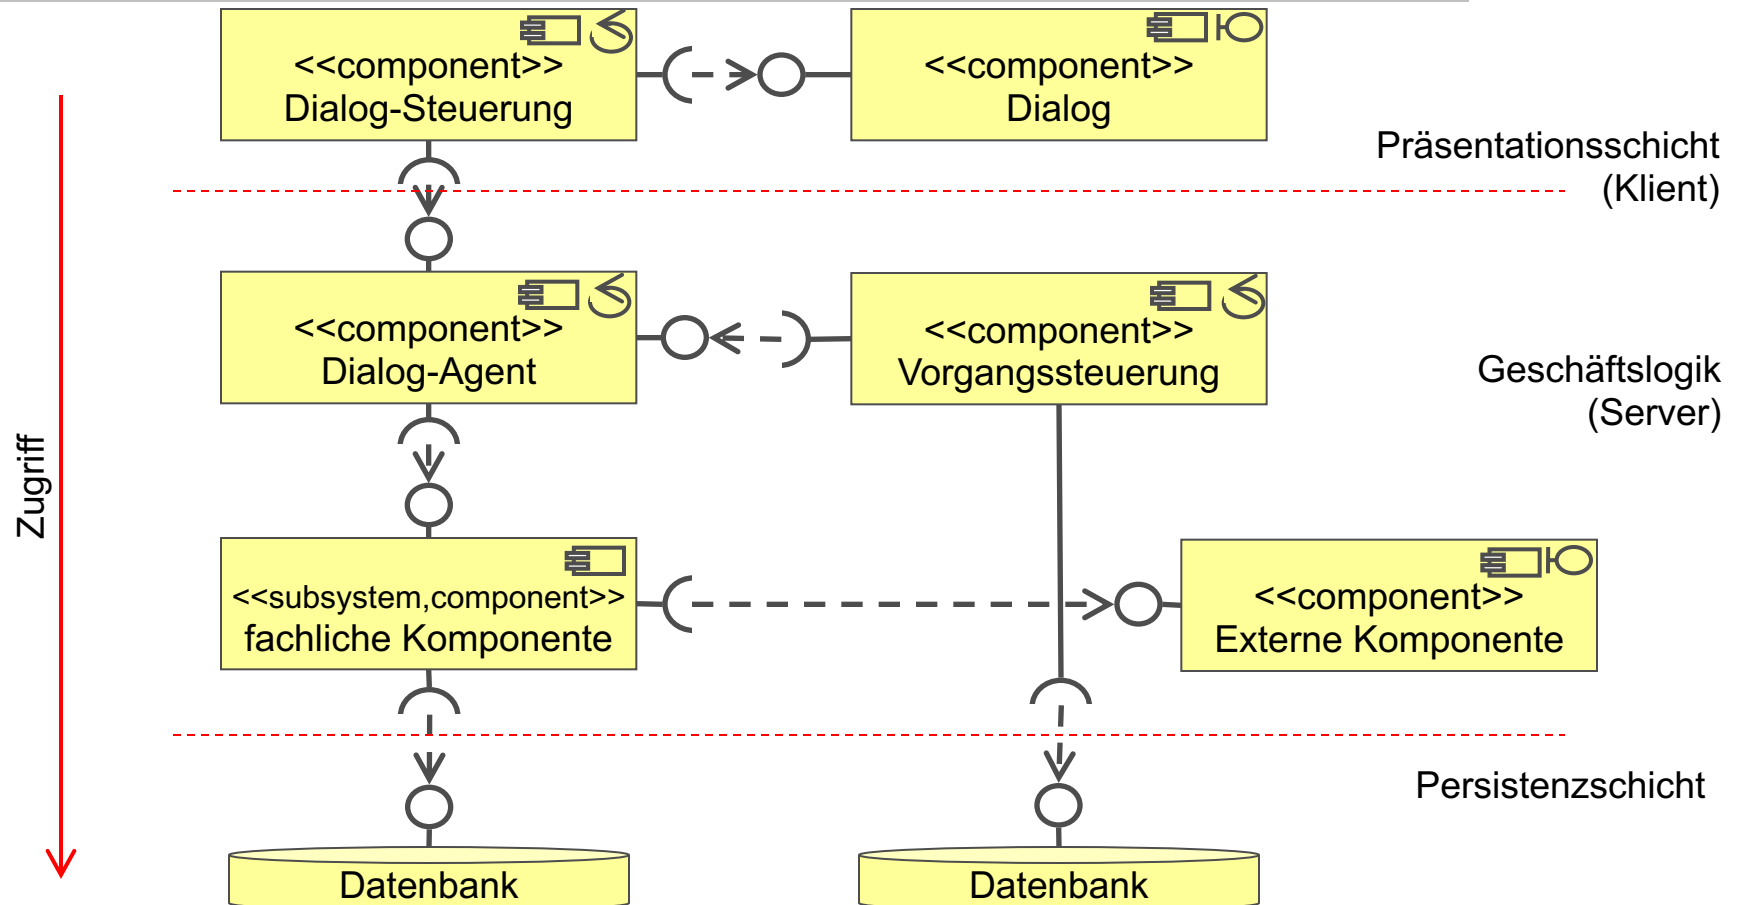 <<component>>
Dialog-Steuerung
<<component>>
Dialog
Präsentationsschicht
(Klient)
<<component>>
Dialog-Agent
<<component>>
Vorgangssteuerung
Geschäftslogik
(Server)
Zugriff
<<subsystem,component>>
fachliche Komponente
<<component>>
Externe Komponente
Persistenzschicht
Datenbank
Datenbank